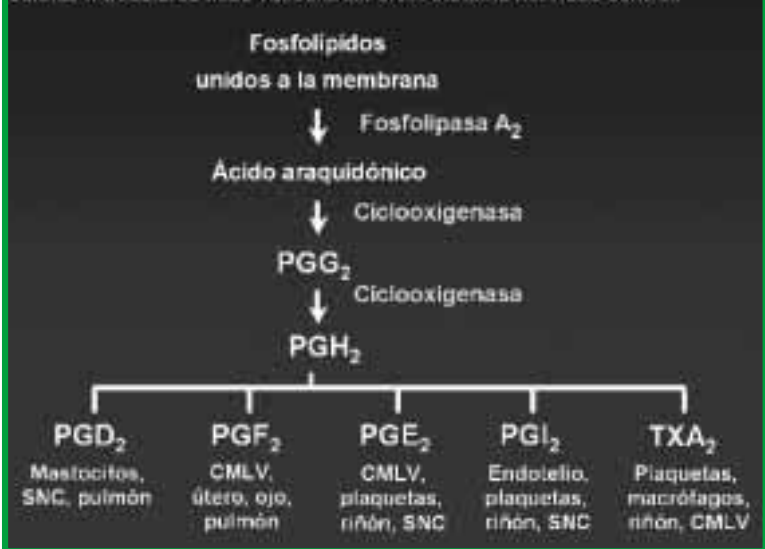 Fosfolípidos
unidos a la membrana
Fosfolipasa A₂
Ácido araquidónico
Ciclooxigenasa
PGG₂
Ciclooxigenasa
PGH₂
PGD₂ PGF₂ PGE₂ PGI₂ TXA₂
Mastocitos, CMLV, CMLV, Endotelio, Plaquetas,
SNC, pulmón útero, ojo, plaquetas, plaquetas, macrófagos,
pulmón riñón, SNC riñón, SNC riñón, CMLV